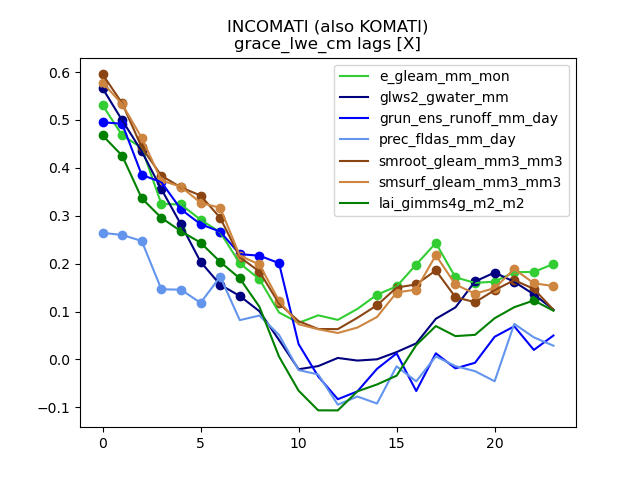 INCOMATI (also KOMATI)
grace_lwe_cm lags [X]
e_gleam_mm_mon
glws2_gwater_mm
grun_ens_runoff_mm_day
prec_fldas_mm_day
smroot_gleam_mm3_mm3
smsurf_gleam_mm3_mm3
lai_gimms4g_m2_m2
0.6
0.5
0.4
0.3
0.2
0.1
0.0
−0.1
0 5 10 15 20